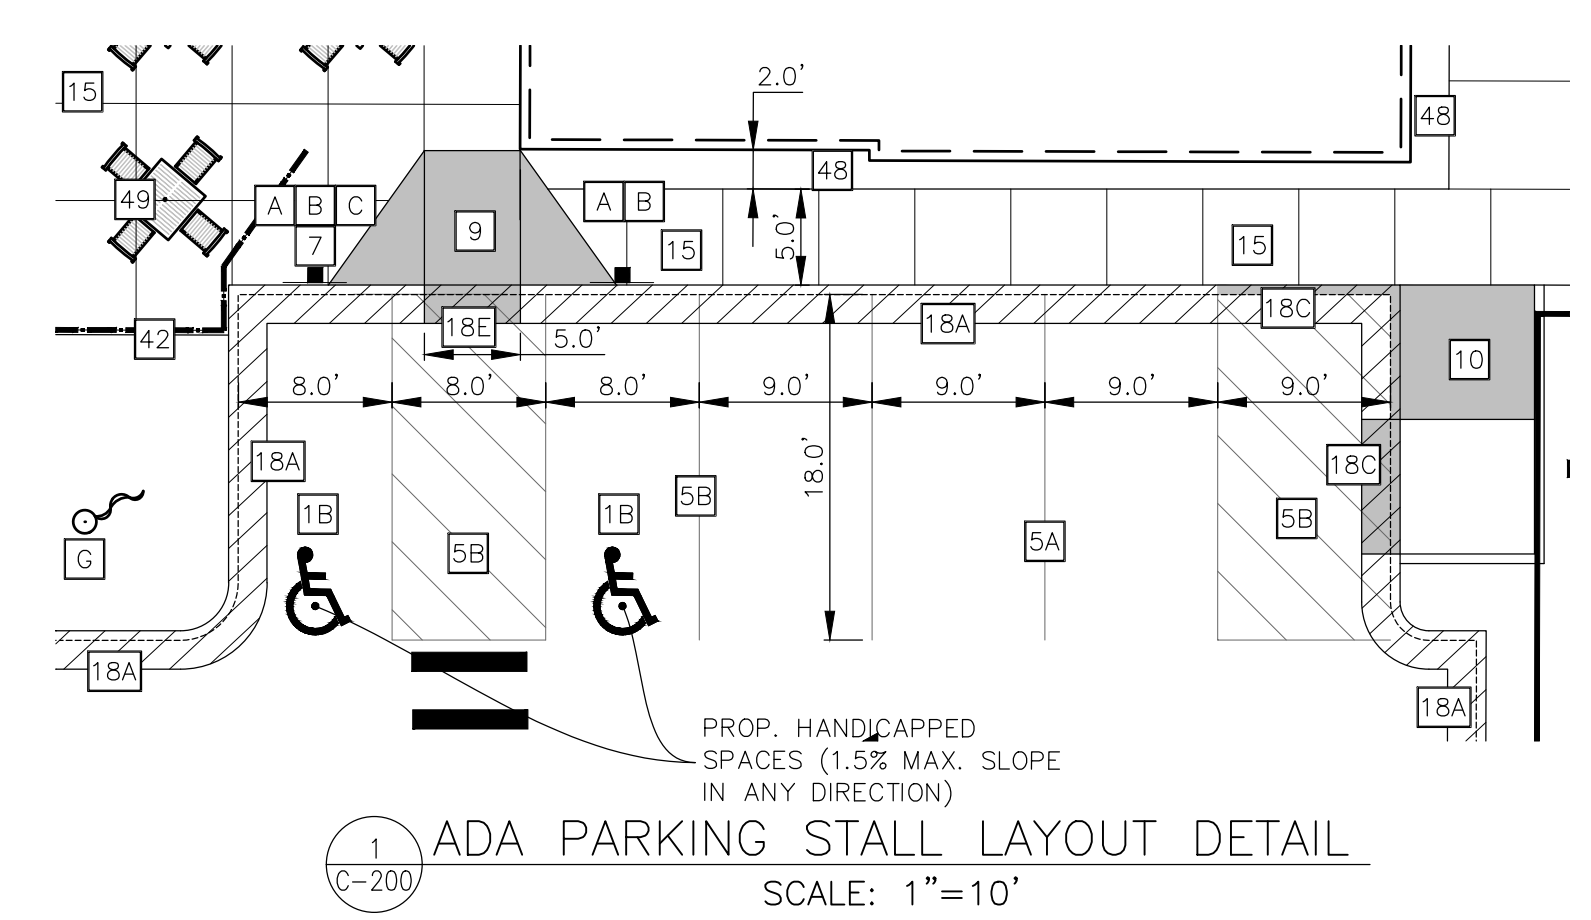 2.0'
15
48
48
49
A B C
A B
9
7
15
5.0'
15
18E
18A
18C
42
5.0'
10
8.0' 8.0' 8.0' 9.0' 9.0' 9.0' 9.0'
18A
18.0'
18C
1B
1B
5B
5B
5A
5B
G
18A
18A
PROP. HANDICAPPED
SPACES (1.5% MAX. SLOPE
IN ANY DIRECTION)
1
C-200
ADA PARKING STALL LAYOUT DETAIL
SCALE: 1"=10'